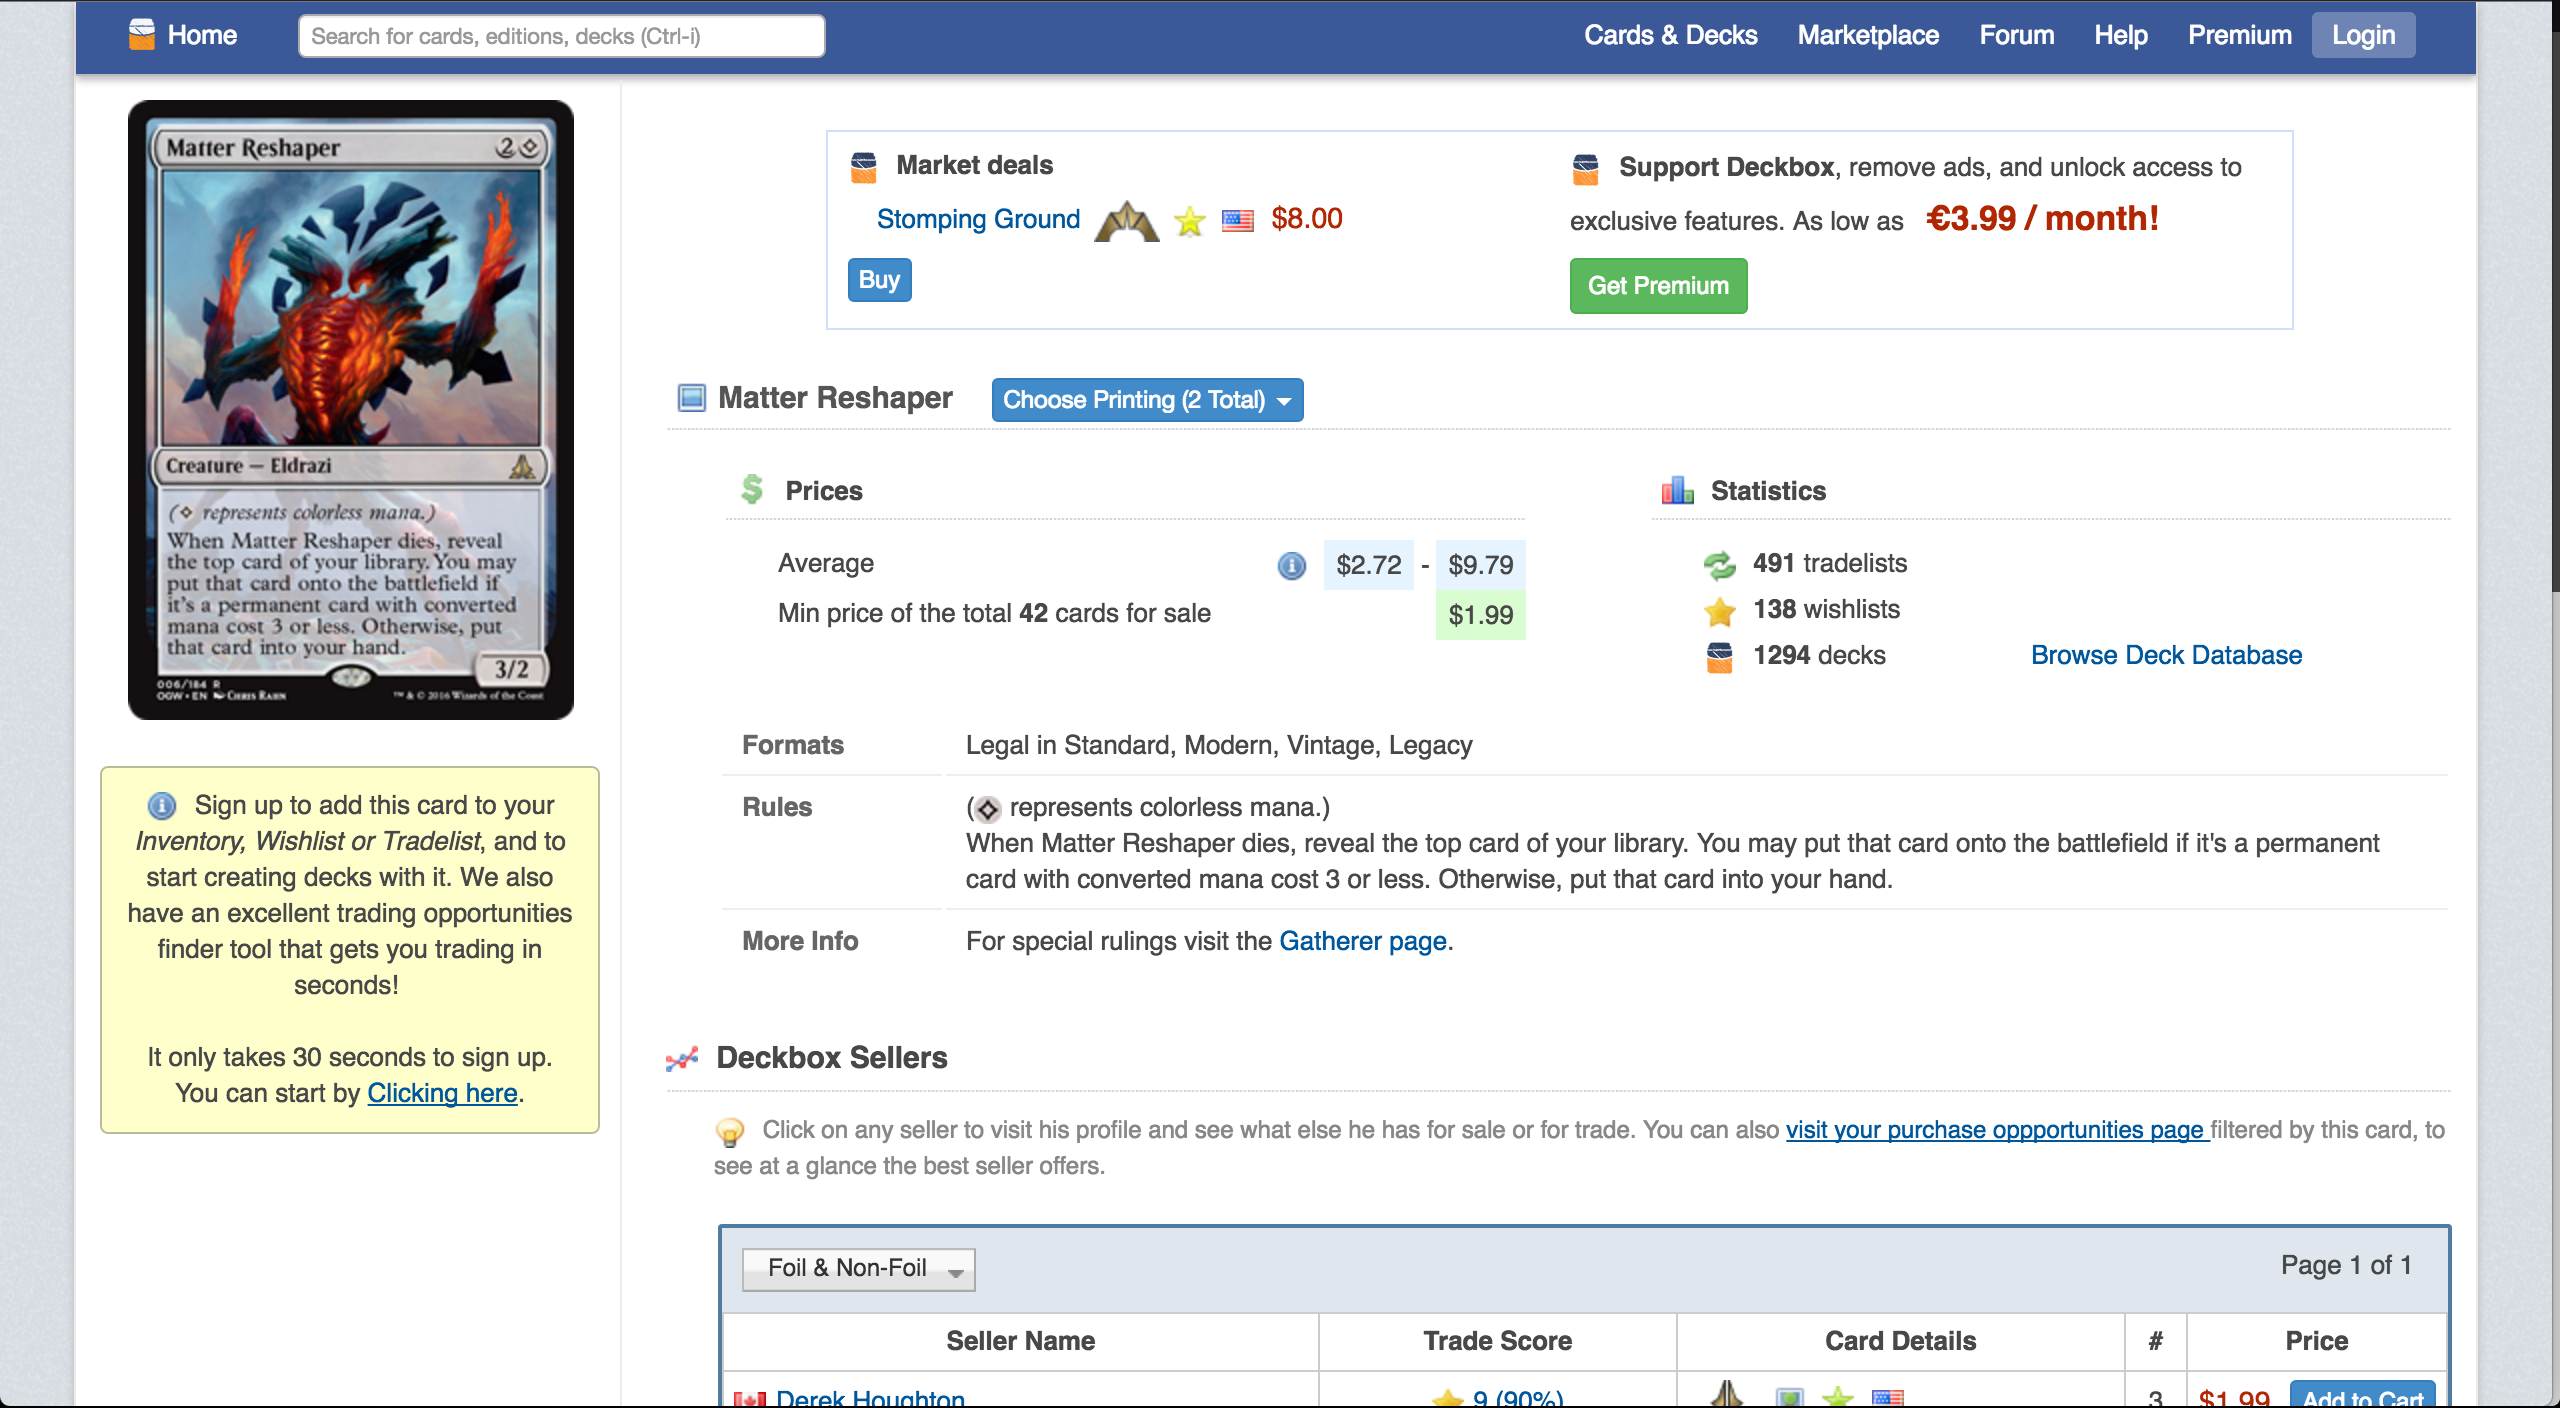 Home
Search for cards, editions, decks (Ctrl-i)
Cards & Decks
Marketplace
Forum
Help
Premium
Login
Matter Reshaper 2
Creature — Eldrazi
( represents colorless mana.)
When Matter Reshaper dies, reveal
the top card of your library. You may
put that card onto the battlefield if
it's a permanent card with converted
mana cost 3 or less. Otherwise, put
that card into your hand.
3/2
006/184 R
OGW • EN Chris Rahn
™ & © 2016 Wizards of the Coast
Sign up to add this card to your
Inventory, Wishlist or Tradelist, and to
start creating decks with it. We also
have an excellent trading opportunities
finder tool that gets you trading in
seconds!
It only takes 30 seconds to sign up.
You can start by Clicking here.
Market deals
Stomping Ground $8.00
Buy
Support Deckbox, remove ads, and unlock access to
exclusive features. As low as €3.99 / month!
Get Premium
Matter Reshaper
Choose Printing (2 Total)
Prices
Average $2.72 - $9.79
Min price of the total 42 cards for sale $1.99
Statistics
491 tradelists
138 wishlists
1294 decks
Browse Deck Database
Formats Legal in Standard, Modern, Vintage, Legacy
Rules ( represents colorless mana.)
When Matter Reshaper dies, reveal the top card of your library. You may put that card onto the battlefield if it's a permanent
card with converted mana cost 3 or less. Otherwise, put that card into your hand.
More Info For special rulings visit the Gatherer page.
Deckbox Sellers
Click on any seller to visit his profile and see what else he has for sale or for trade. You can also visit your purchase oppportunities page filtered by this card, to
see at a glance the best seller offers.
Foil & Non-Foil
Page 1 of 1
Seller Name Trade Score Card Details # Price
Derek Houghton 9 (90%) 3 $1.99 Add to Cart